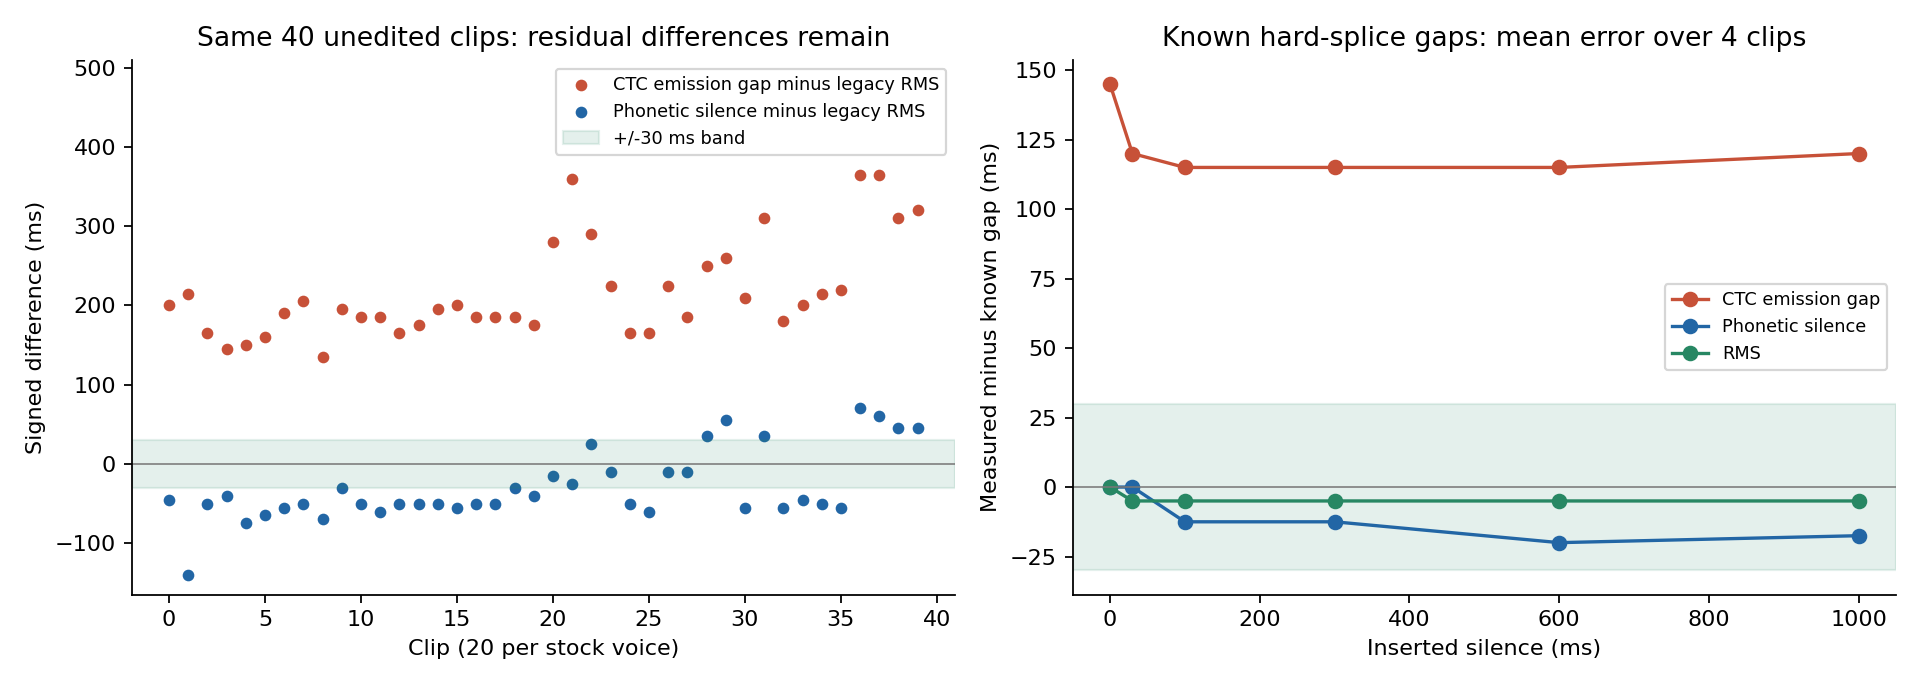 Same 40 unedited clips: residual differences remain
CTC emission gap minus legacy RMS
Phonetic silence minus legacy RMS
+/-30 ms band
Signed difference (ms)
500
400
300
200
100
0
−100
0 5 10 15 20 25 30 35 40
Clip (20 per stock voice)
Known hard-splice gaps: mean error over 4 clips
Measured minus known gap (ms)
150
125
100
75
50
25
0
−25
CTC emission gap
Phonetic silence
RMS
0 200 400 600 800 1000
Inserted silence (ms)